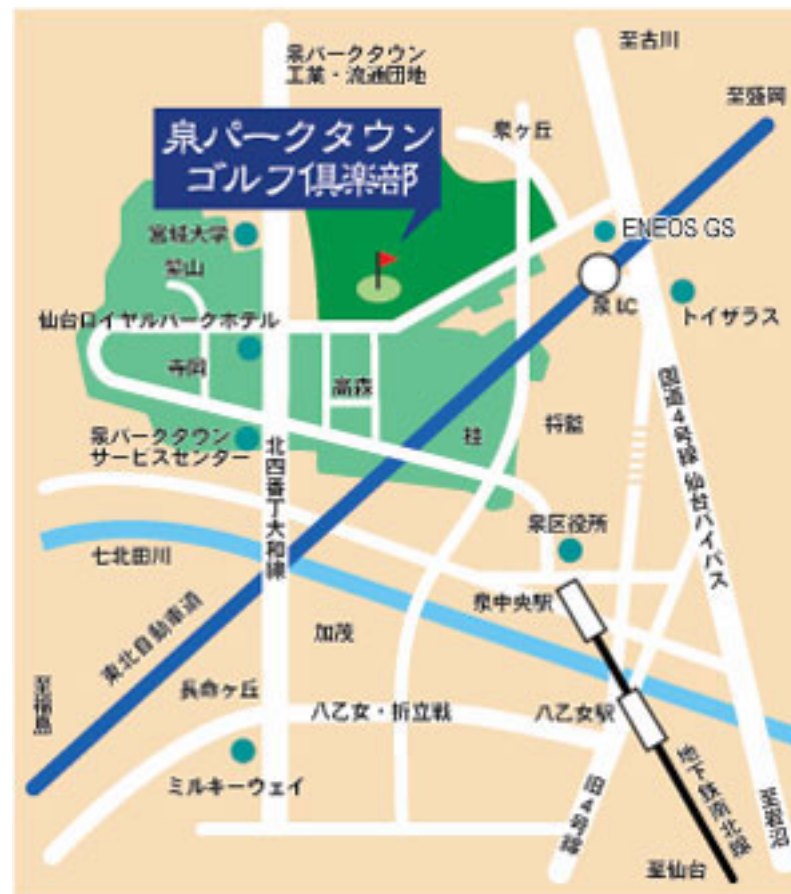 至古川
泉パークタウン
工業・流通団地
至盛岡
泉ヶ丘
泉パークタウン
ゴルフ倶楽部
宮城大学
ENEOS GS
紫山
泉I.C
トイザラス
仙台ロイヤルパークホテル
寺岡
高森
国道4号線 仙台バイパス
桂
将監
泉パークタウン
サービスセンター
北四番丁大和線
泉区役所
七北田川
泉中央駅
東北自動車道
加茂
至福島
長命ヶ丘
八乙女・折立戦
八乙女駅
ミルキーウェイ
地下鉄南北線
旧4号線
至岩沼
至仙台